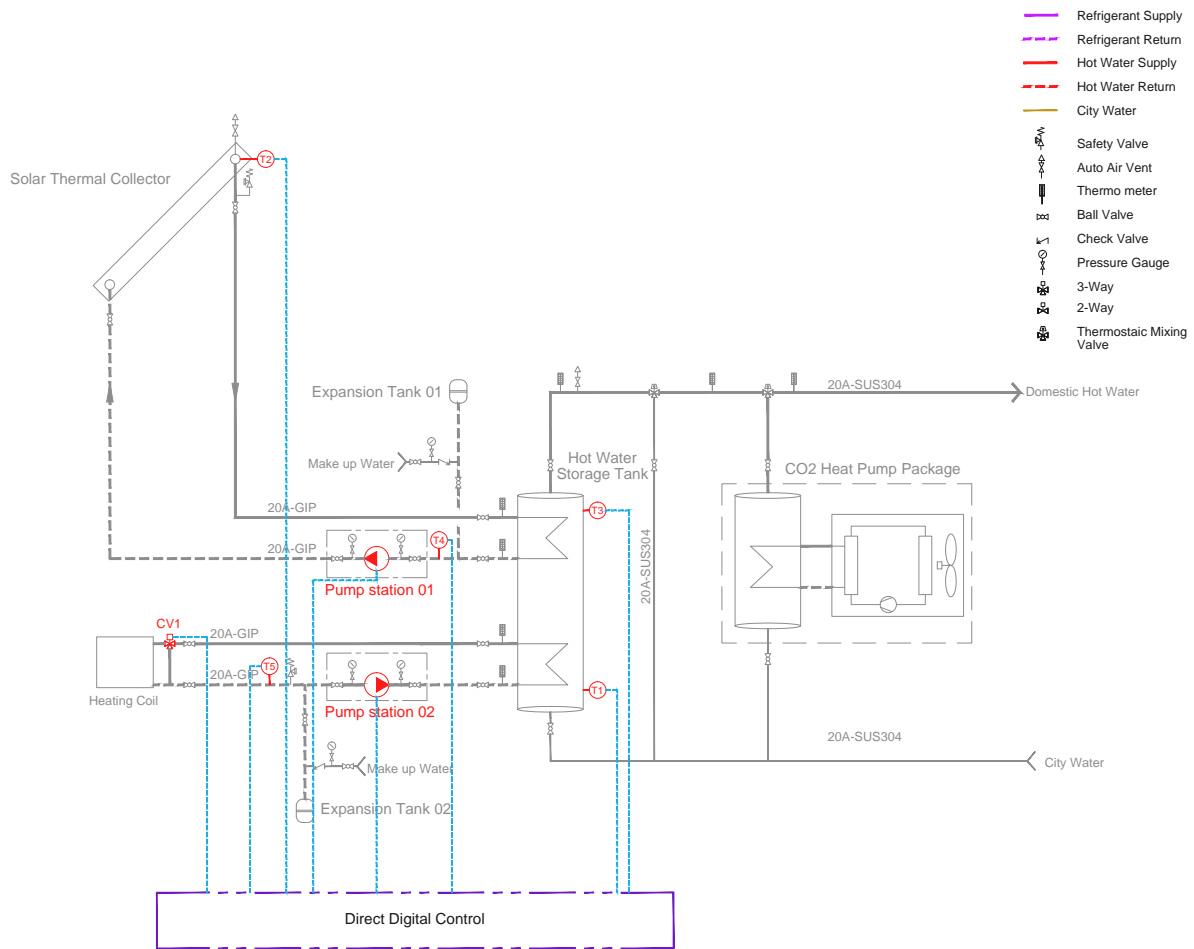 Refrigerant Supply
Refrigerant Return
Hot Water Supply
Hot Water Return
City Water
Safety Valve
Auto Air Vent
Thermo meter
Ball Valve
Check Valve
Pressure Gauge
3-Way
2-Way
Thermostaic Mixing
Valve
T2
Solar Thermal Collector
Expansion Tank 01
20A-SUS304
Domestic Hot Water
Make up Water
Hot Water
Storage Tank
CO2 Heat Pump Package
20A-GIP
T3
20A-GIP
T4
20A-SUS304
Pump station 01
CV1
20A-GIP
20A-GIP
T5
T1
Heating Coil
Pump station 02
20A-SUS304
Make up Water
City Water
Expansion Tank 02
Direct Digital Control